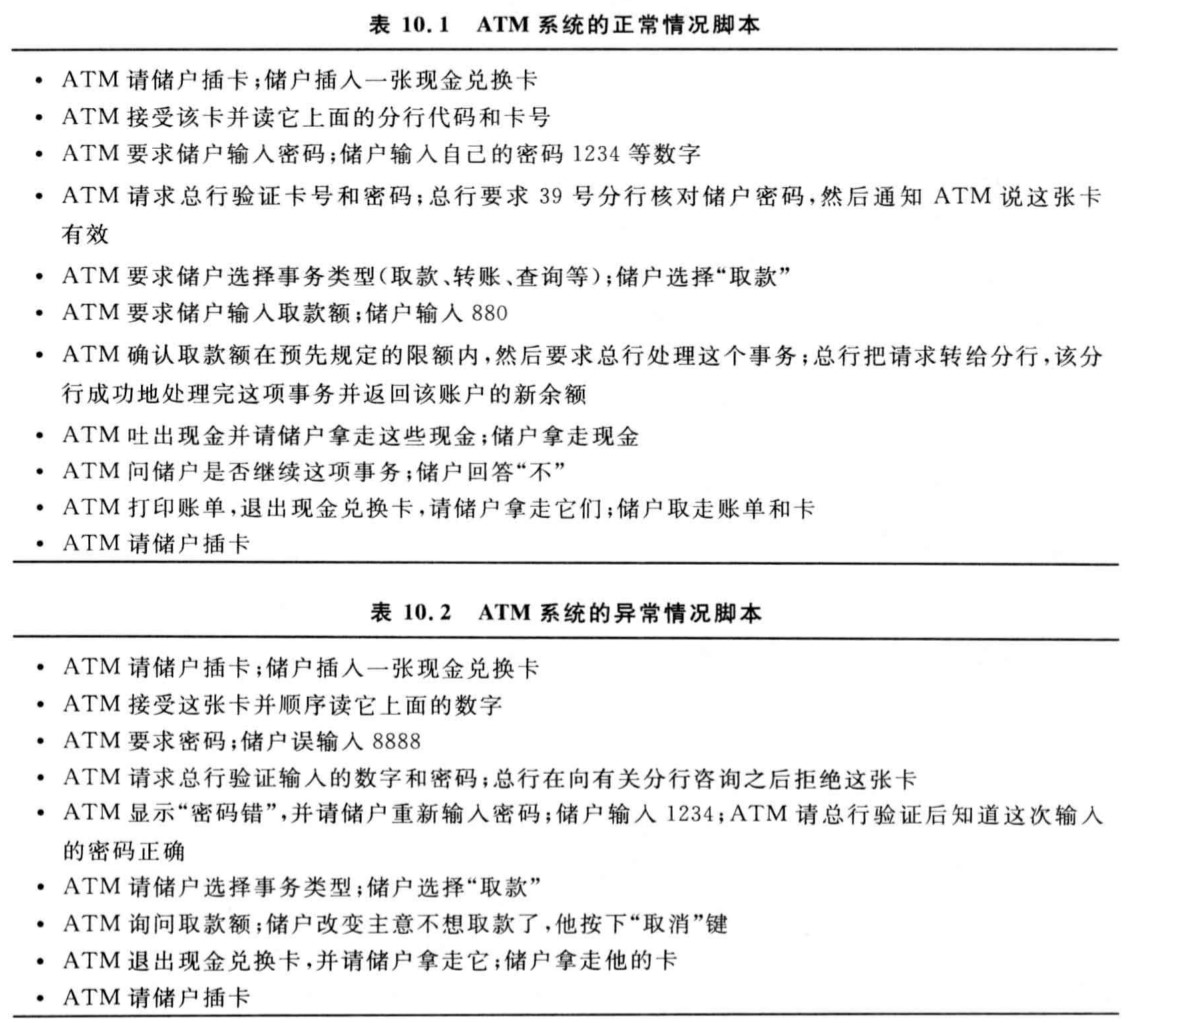 表 10.1 ATM 系统的正常情况脚本
• ATM 请储户插卡;储户插入一张现金兑换卡
• ATM 接受该卡并读它上面的分行代码和卡号
• ATM 要求储户输入密码;储户输入自己的密码 1234 等数字
• ATM 请求总行验证卡号和密码;总行要求 39 号分行核对储户密码,然后通知 ATM 说这张卡
有效
• ATM 要求储户选择事务类型(取款、转账、查询等);储户选择“取款”
• ATM 要求储户输入取款额;储户输入 880
• ATM 确认取款额在预先规定的限额内,然后要求总行处理这个事务;总行把请求转给分行,该分
行成功地处理完这项事务并返回该账户的新余额
• ATM 吐出现金并请储户拿走这些现金;储户拿走现金
• ATM 问储户是否继续这项事务;储户回答“不”
• ATM 打印账单,退出现金兑换卡,请储户拿走它们;储户取走账单和卡
• ATM 请储户插卡
表 10.2 ATM 系统的异常情况脚本
• ATM 请储户插卡;储户插入一张现金兑换卡
• ATM 接受这张卡并顺序读它上面的数字
• ATM 要求密码;储户误输入 8888
• ATM 请求总行验证输入的数字和密码;总行在向有关分行咨询之后拒绝这张卡
• ATM 显示“密码错”,并请储户重新输入密码;储户输入 1234;ATM 请总行验证后知道这次输入
的密码正确
• ATM 请储户选择事务类型;储户选择“取款”
• ATM 询问取款额;储户改变主意不想取款了,他按下“取消”键
• ATM 退出现金兑换卡,并请储户拿走它;储户拿走他的卡
• ATM 请储户插卡